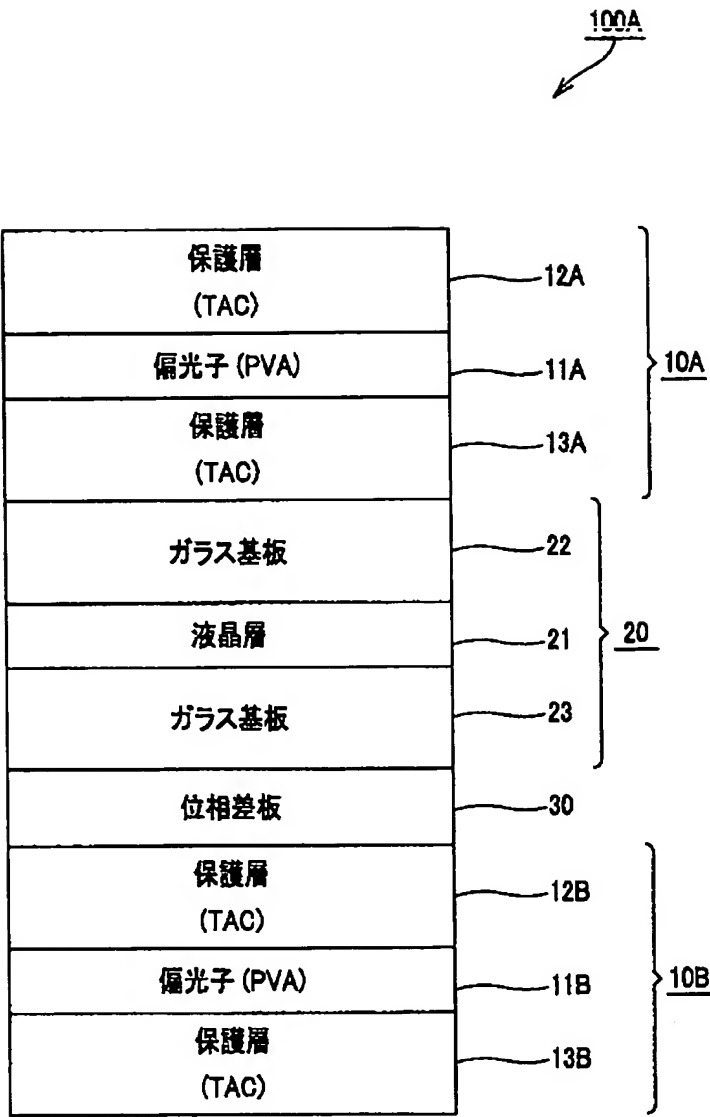 100A
保護層
(TAC)
12A
偏光子(PVA)
11A
10A
保護層
(TAC)
13A
ガラス基板
22
液晶層
21
20
ガラス基板
23
位相差板
30
保護層
(TAC)
12B
偏光子(PVA)
11B
10B
保護層
(TAC)
13B